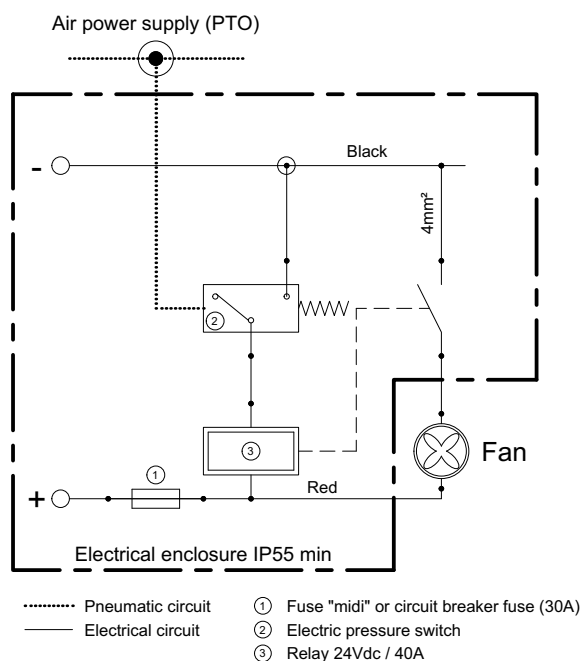 Air power supply (PTO)
-
Black
4mm²
2
3
Fan
1
+
Red
Electrical enclosure IP55 min
Pneumatic circuit
Electrical circuit
1 Fuse "midi" or circuit breaker fuse (30A)
2 Electric pressure switch
3 Relay 24Vdc / 40A